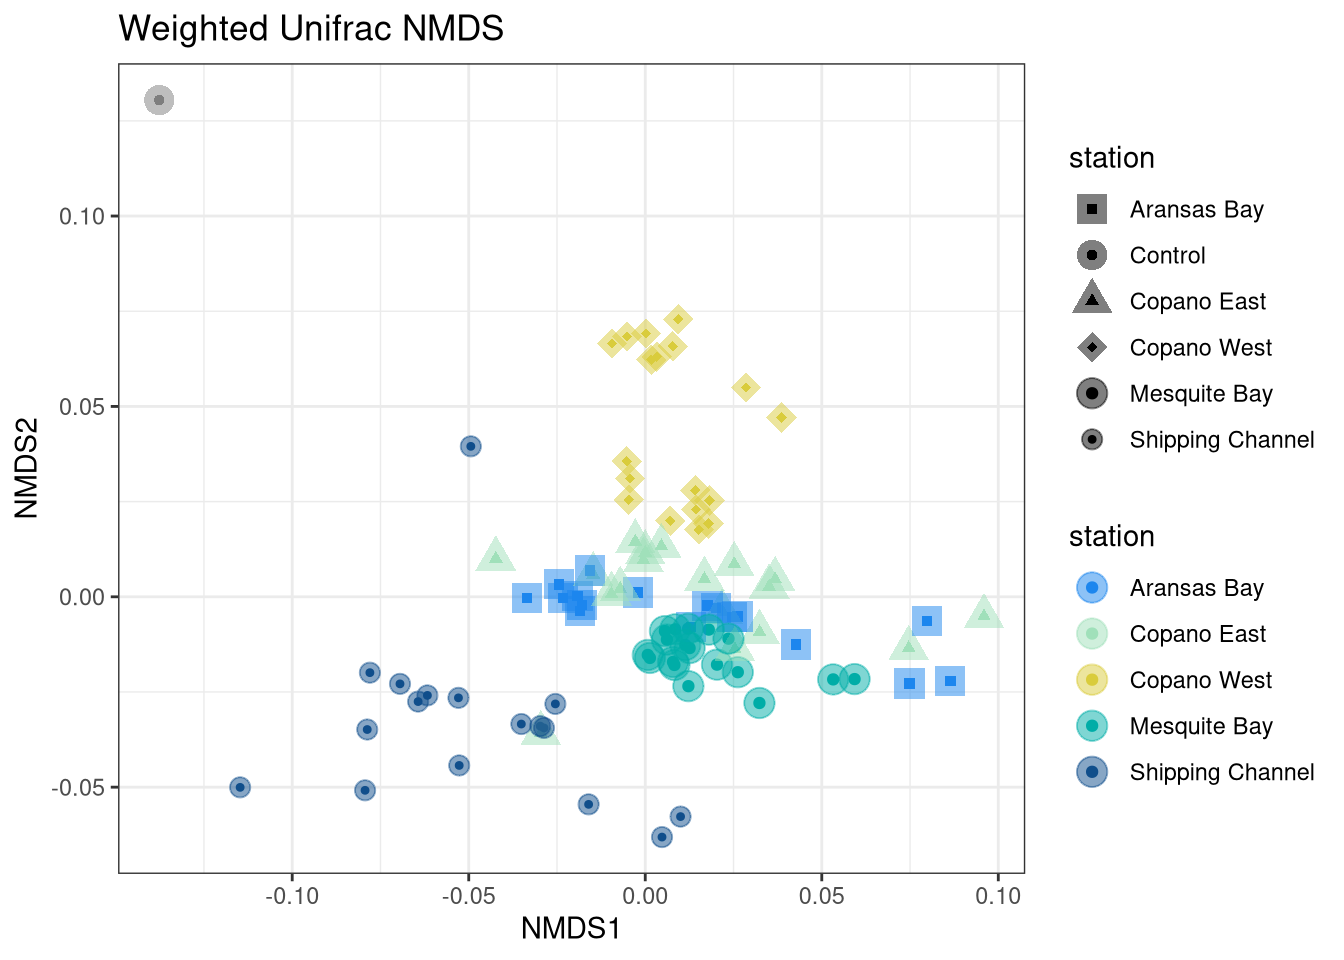 Weighted Unifrac NMDS
NMDS2
0.10
0.05
0.00
-0.05
-0.10
-0.05
0.00
0.05
0.10
NMDS1
station
Aransas Bay
Control
Copano East
Copano West
Mesquite Bay
Shipping Channel
station
Aransas Bay
Copano East
Copano West
Mesquite Bay
Shipping Channel